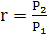 r = p₂/p₁